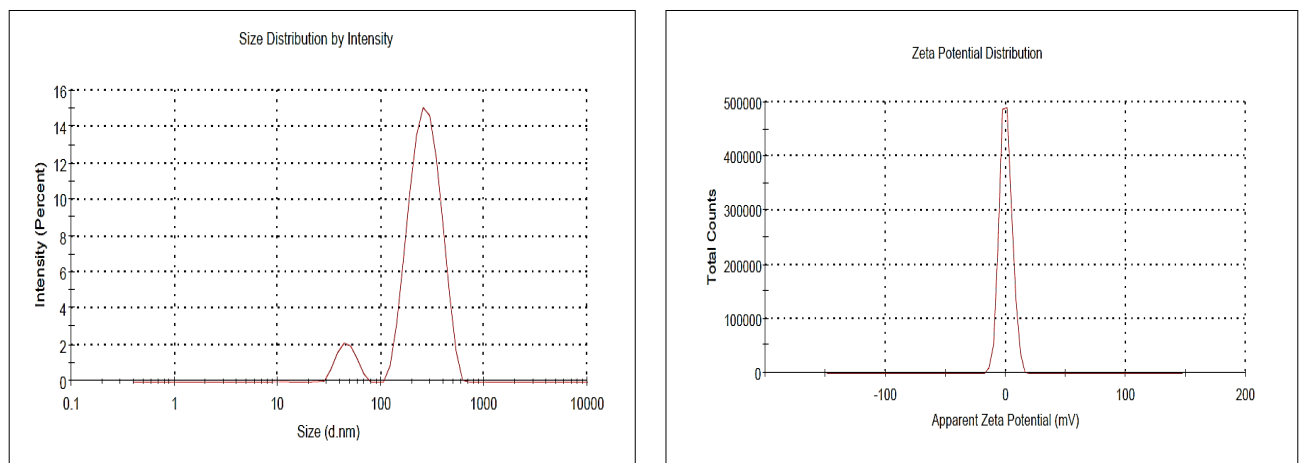 Size Distribution by Intensity
16
14
12
10
8
6
4
2
0
0.1 1 10 100 1000 10000
Intensity (Percent)
Size (d.nm)
Zeta Potential Distribution
500000
400000
300000
200000
100000
0
-100 0 100 200
Total Counts
Apparent Zeta Potential (mV)